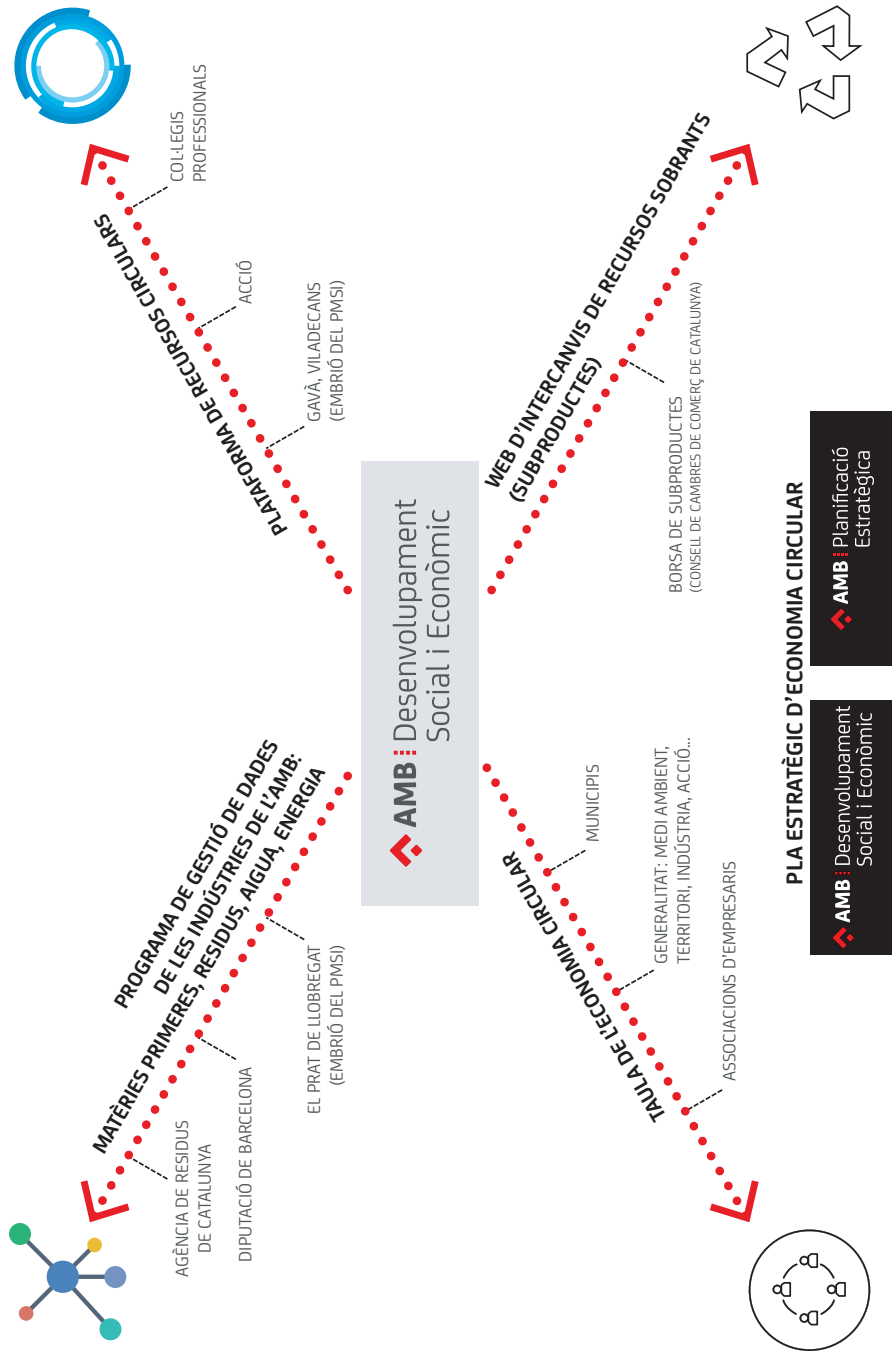 PROGRAMA DE GESTIÓ DE DADES
DE LES INDÚSTRIES DE L'AMB:
MATÈRIES PRIMERES, RESIDUS, AIGUA, ENERGIA
AGÈNCIA DE RESIDUS
DE CATALUNYA
DIPUTACIÓ DE BARCELONA
EL PRAT DE LLOBREGAT
(EMBRIÓ DEL PMSI)
PLATAFORMA DE RECURSOS CIRCULARS
COL·LEGIS
PROFESSIONALS
ACCIÓ
GAVÀ, VILADECANS
(EMBRIÓ DEL PMSI)
AMB Desenvolupament
Social i Econòmic
TAULA DE L'ECONOMIA CIRCULAR
MUNICIPIS
GENERALITAT: MEDI AMBIENT,
TERRITORI, INDÚSTRIA, ACCIÓ...
ASSOCIACIONS D'EMPRESARIS
WEB D'INTERCANVIS DE RECURSOS SOBRANTS
(SUBPRODUCTES)
BORSA DE SUBPRODUCTES
(CONSELL DE CAMBRES DE COMERÇ DE CATALUNYA)
PLA ESTRATÈGIC D'ECONOMIA CIRCULAR
AMB Desenvolupament
Social i Econòmic
AMB Planificació
Estratègica